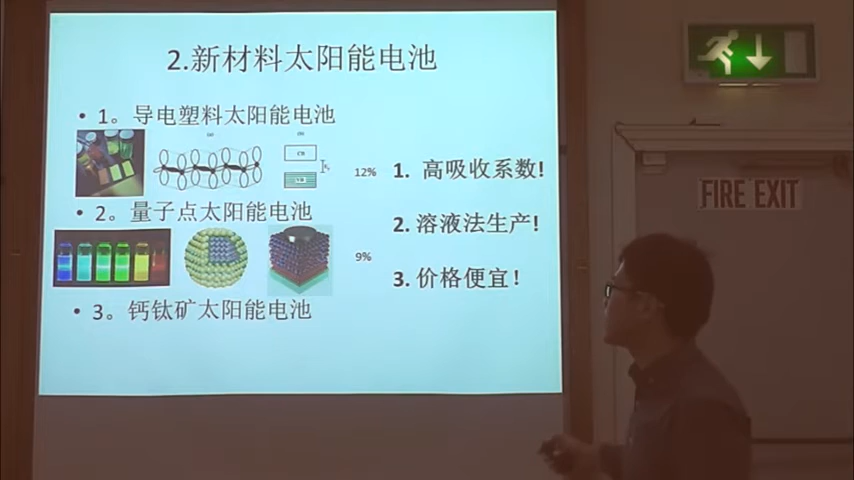 2.新材料太阳能电池
• 1。导电塑料太阳能电池
12%
• 2。量子点太阳能电池
9%
• 3。钙钛矿太阳能电池
1. 高吸收系数!
2. 溶液法生产!
3. 价格便宜!
FIRE EXIT